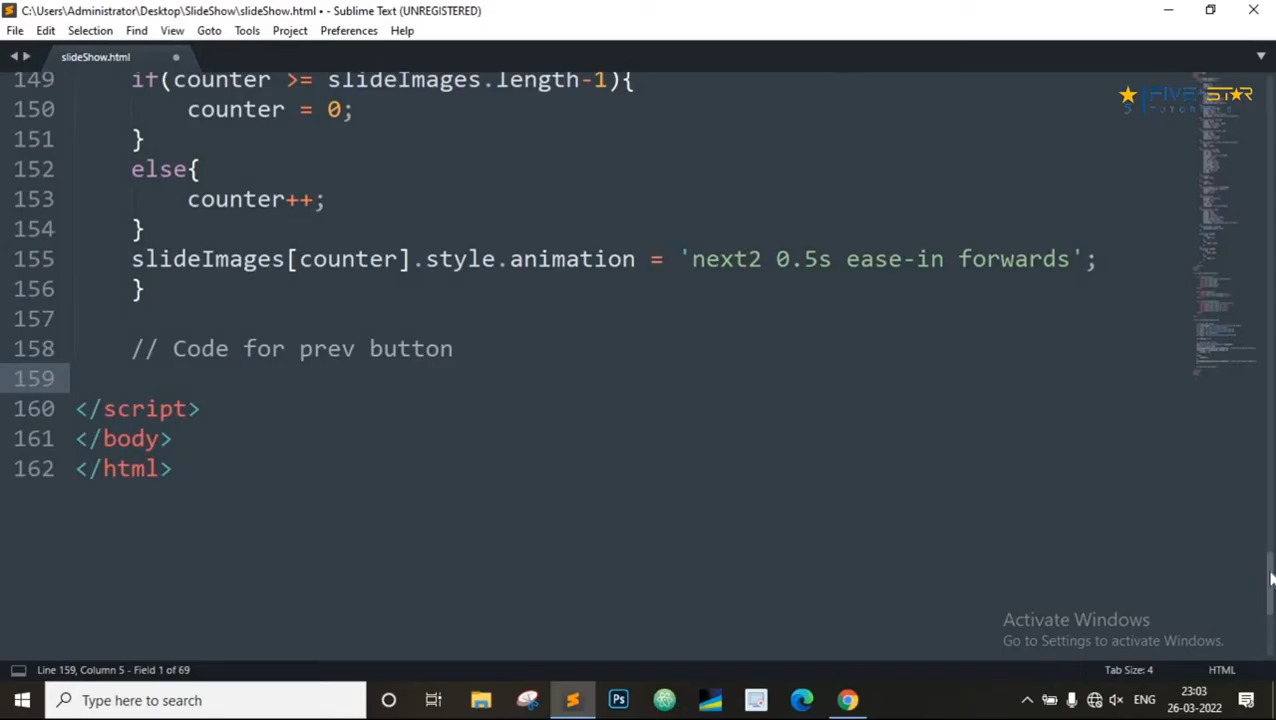 C:\Users\Administrator\Desktop\SlideShow\slideShow.html • - Sublime Text (UNREGISTERED)
File Edit Selection Find View Goto Tools Project Preferences Help
slideShow.html
149 if(counter >= slideImages.length-1){
FIVE STAR
150 counter = 0;
5 TUTORIALS
151 }
152 else{
153 counter++;
154 }
155 slideImages[counter].style.animation = 'next2 0.5s ease-in forwards';
156 }
157
158 // Code for prev button
159
160 </script>
161 </body>
162 </html>
Activate Windows
Go to Settings to activate Windows.
Line 159, Column 5 - Field 1 of 69 Tab Size: 4 HTML
Type here to search ENG 23:03
26-03-2022